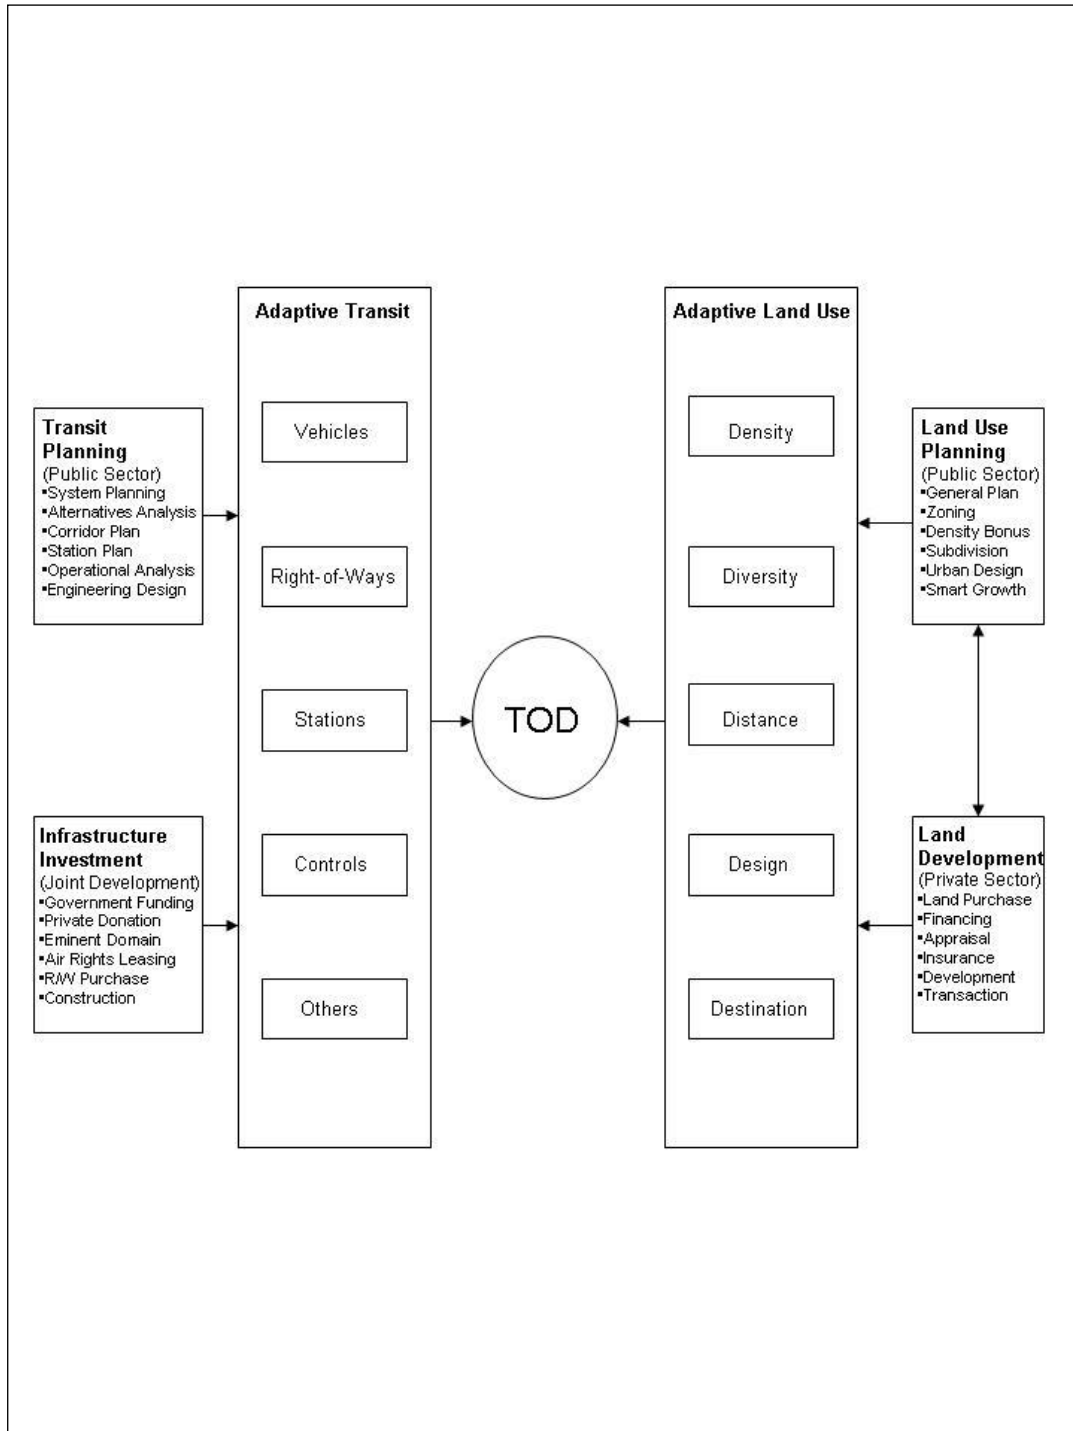 Adaptive Transit
Vehicles
Right-of-Ways
Stations
Controls
Others
Adaptive Land Use
Density
Diversity
Distance
Design
Destination
Transit
Planning
(Public Sector)
▪System Planning
▪Alternatives Analysis
▪Corridor Plan
▪Station Plan
▪Operational Analysis
▪Engineering Design
Infrastructure
Investment
(Joint Development)
▪Government Funding
▪Private Donation
▪Eminent Domain
▪Air Rights Leasing
▪R/W Purchase
▪Construction
TOD
Land Use
Planning
(Public Sector)
▪General Plan
▪Zoning
▪Density Bonus
▪Subdivision
▪Urban Design
▪Smart Growth
Land
Development
(Private Sector)
▪Land Purchase
▪Financing
▪Appraisal
▪Insurance
▪Development
▪Transaction